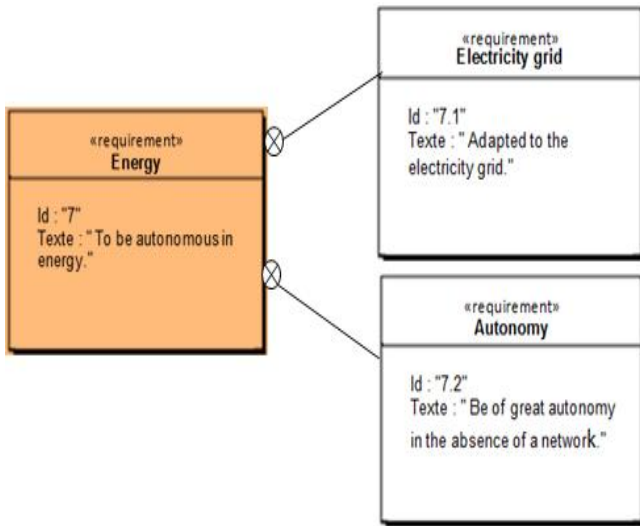 «requirement»
Energy
Id : "7"
Texte : " To be autonomous in
energy."
«requirement»
Electricity grid
Id : "7.1"
Texte : " Adapted to the
electricity grid."
«requirement»
Autonomy
Id : "7.2"
Texte : " Be of great autonomy
in the absence of a network."